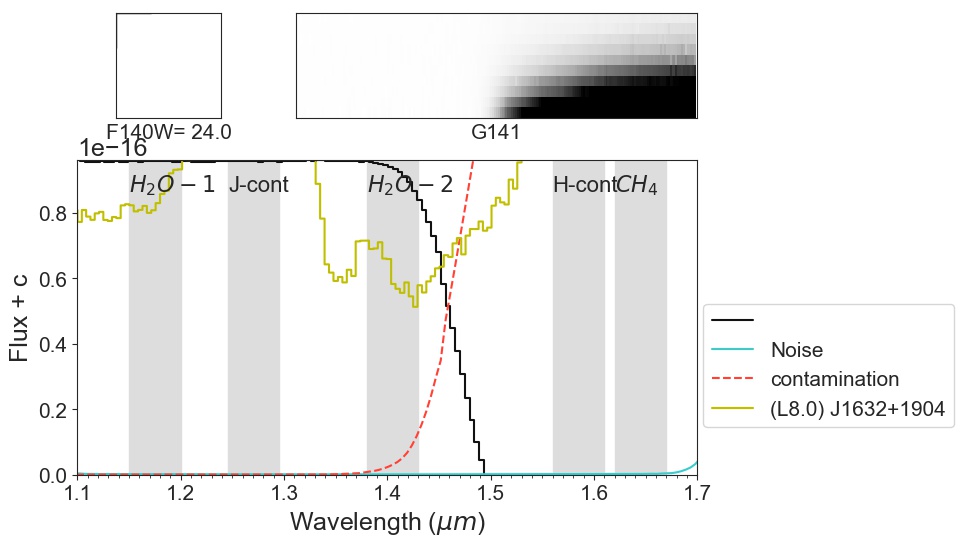 F140W= 24.0
G141
1e−16
H₂O − 1
J-cont
H₂O − 2
H-cont
CH₄
0.8
0.6
0.4
0.2
0.0
Flux + c
1.1 1.2 1.3 1.4 1.5 1.6 1.7
Wavelength (μm)
Noise
contamination
(L8.0) J1632+1904